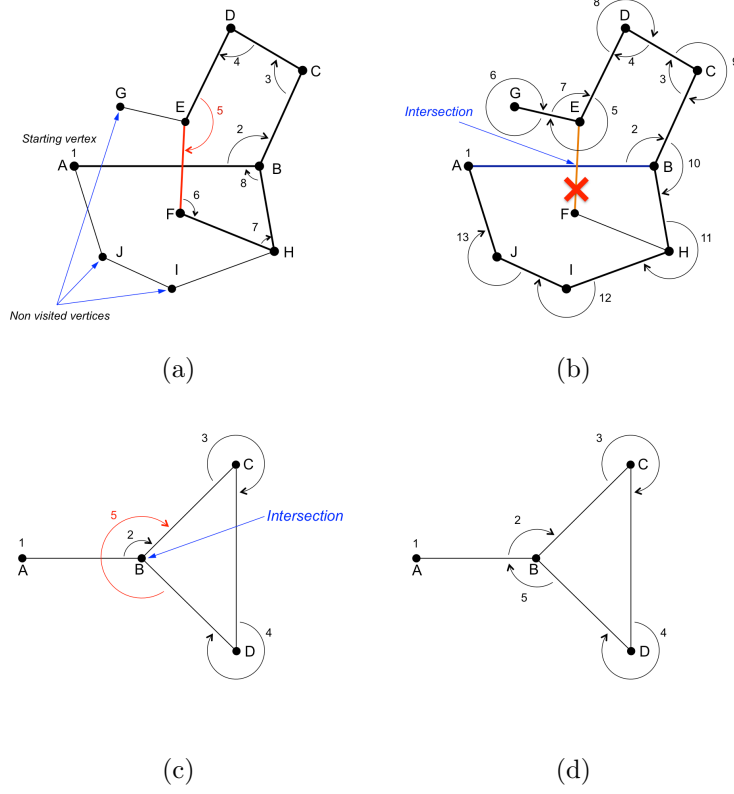 D
C
4
3
G
E
5
Starting vertex
1
2
A
B
8
6
F
7
H
J
I
Non visited vertices
(a)
8
D
4
C
9
3
6
G
7
E
5
Intersection
1
2
A
B
10
F
11
H
13
J
I
12
(b)
3
C
5
2
Intersection
1
A
B
4
D
(c)
3
C
2
1
A
B
5
4
D
(d)